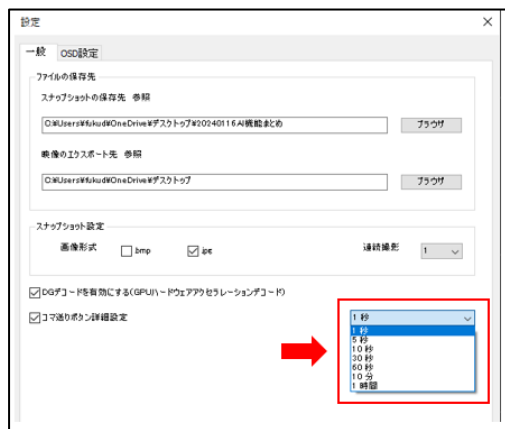 設定
一般 OSD設定
ファイルの保存先
スナップショットの保存先 参照
C:¥Users¥fukud¥OneDrive¥デスクトップ¥20240116AI機能まとめ ブラウザ
映像のエクスポート先 参照
C:¥Users¥fukud¥OneDrive¥デスクトップ ブラウザ
スナップショット設定
画像形式 bmp jpg 連続撮影 1
DGデコードを有効にする(GPUハードウェアアクセラレーションデコード)
コマ送りボタン詳細設定 1 秒
1 秒
5 秒
10 秒
30 秒
60 秒
10 分
1 時間